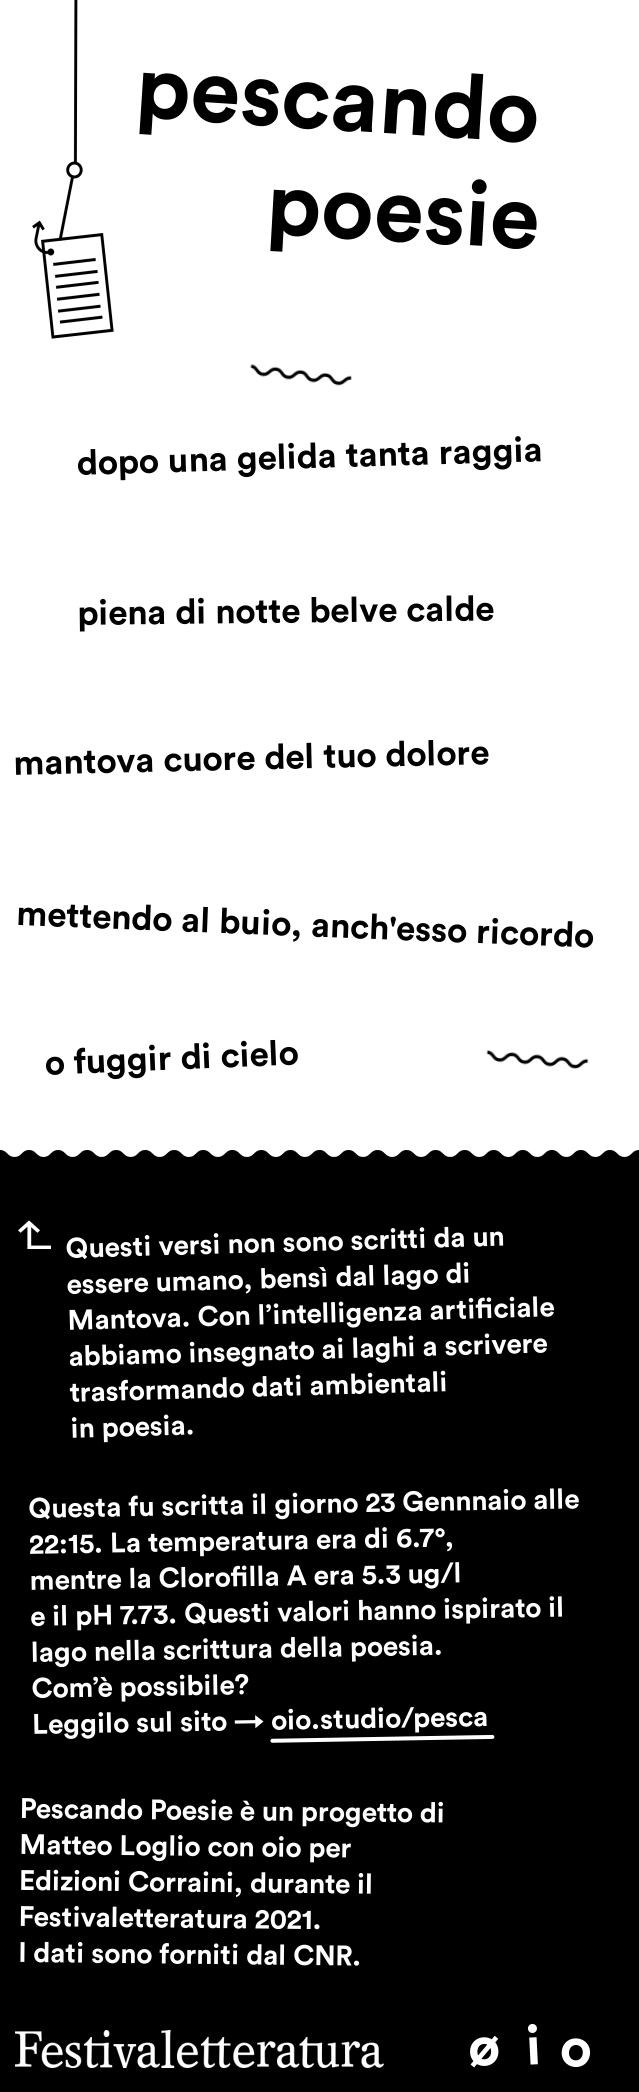 pescando
poesie
dopo una gelida tanta raggia
piena di notte belve calde
mantova cuore del tuo dolore
mettendo al buio, anch'esso ricordo
o fuggir di cielo
Questi versi non sono scritti da un
essere umano, bensì dal lago di
Mantova. Con l’intelligenza artificiale
abbiamo insegnato ai laghi a scrivere
trasformando dati ambientali
in poesia.
Questa fu scritta il giorno 23 Gennnaio alle
22:15. La temperatura era di 6.7°,
mentre la Clorofilla A era 5.3 ug/l
e il pH 7.73. Questi valori hanno ispirato il
lago nella scrittura della poesia.
Com’è possibile?
Leggilo sul sito → oio.studio/pesca
Pescando Poesie è un progetto di
Matteo Loglio con oio per
Edizioni Corraini, durante il
Festivaletteratura 2021.
I dati sono forniti dal CNR.
Festivaletteratura ø i o